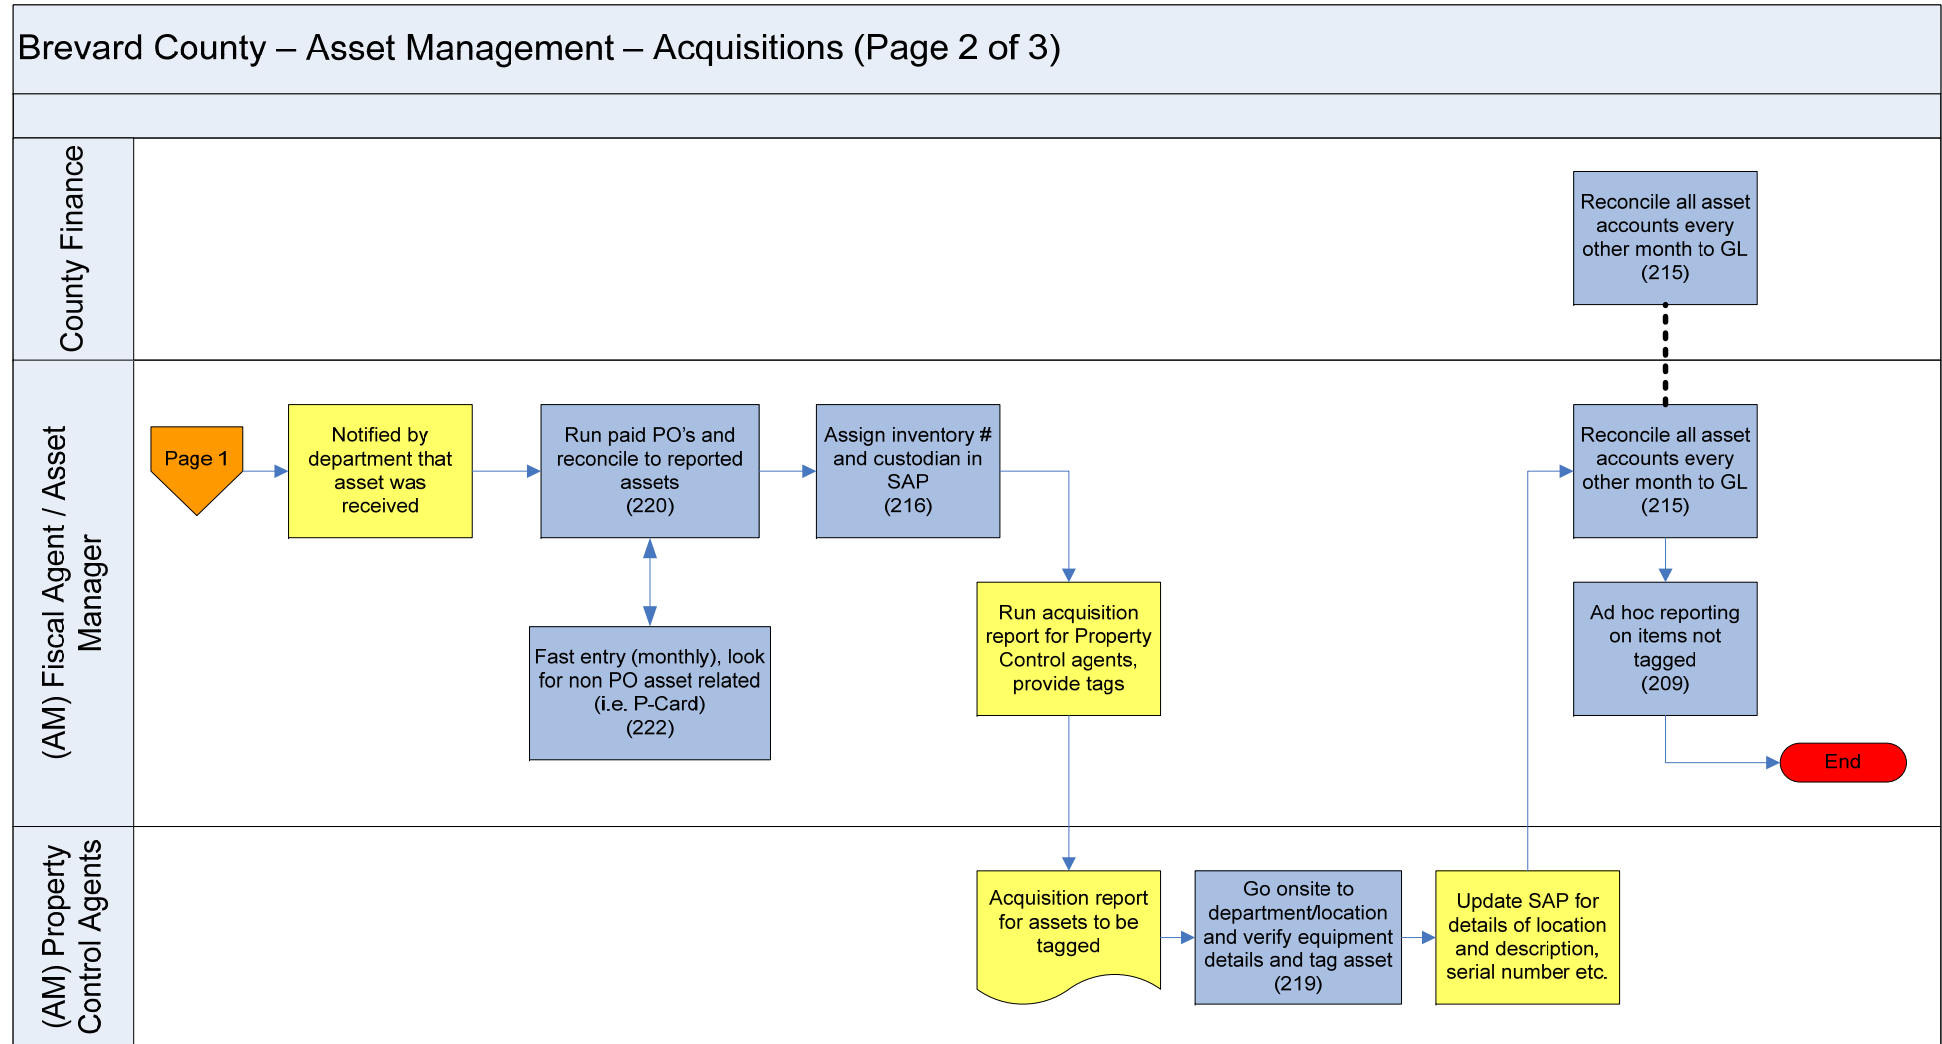 Brevard County – Asset Management – Acquisitions (Page 2 of 3)
County Finance
Reconcile all asset
accounts every
other month to GL
(215)
(AM) Fiscal Agent / Asset
Manager
Page 1
Notified by
department that
asset was
received
Run paid PO's and
reconcile to reported
assets
(220)
Fast entry (monthly), look
for non PO asset related
(i.e. P-Card)
(222)
Assign inventory #
and custodian in
SAP
(216)
Run acquisition
report for Property
Control agents,
provide tags
Reconcile all asset
accounts every
other month to GL
(215)
Ad hoc reporting
on items not
tagged
(209)
End
(AM) Property
Control Agents
Acquisition report
for assets to be
tagged
Go onsite to
department/location
and verify equipment
details and tag asset
(219)
Update SAP for
details of location
and description,
serial number etc.